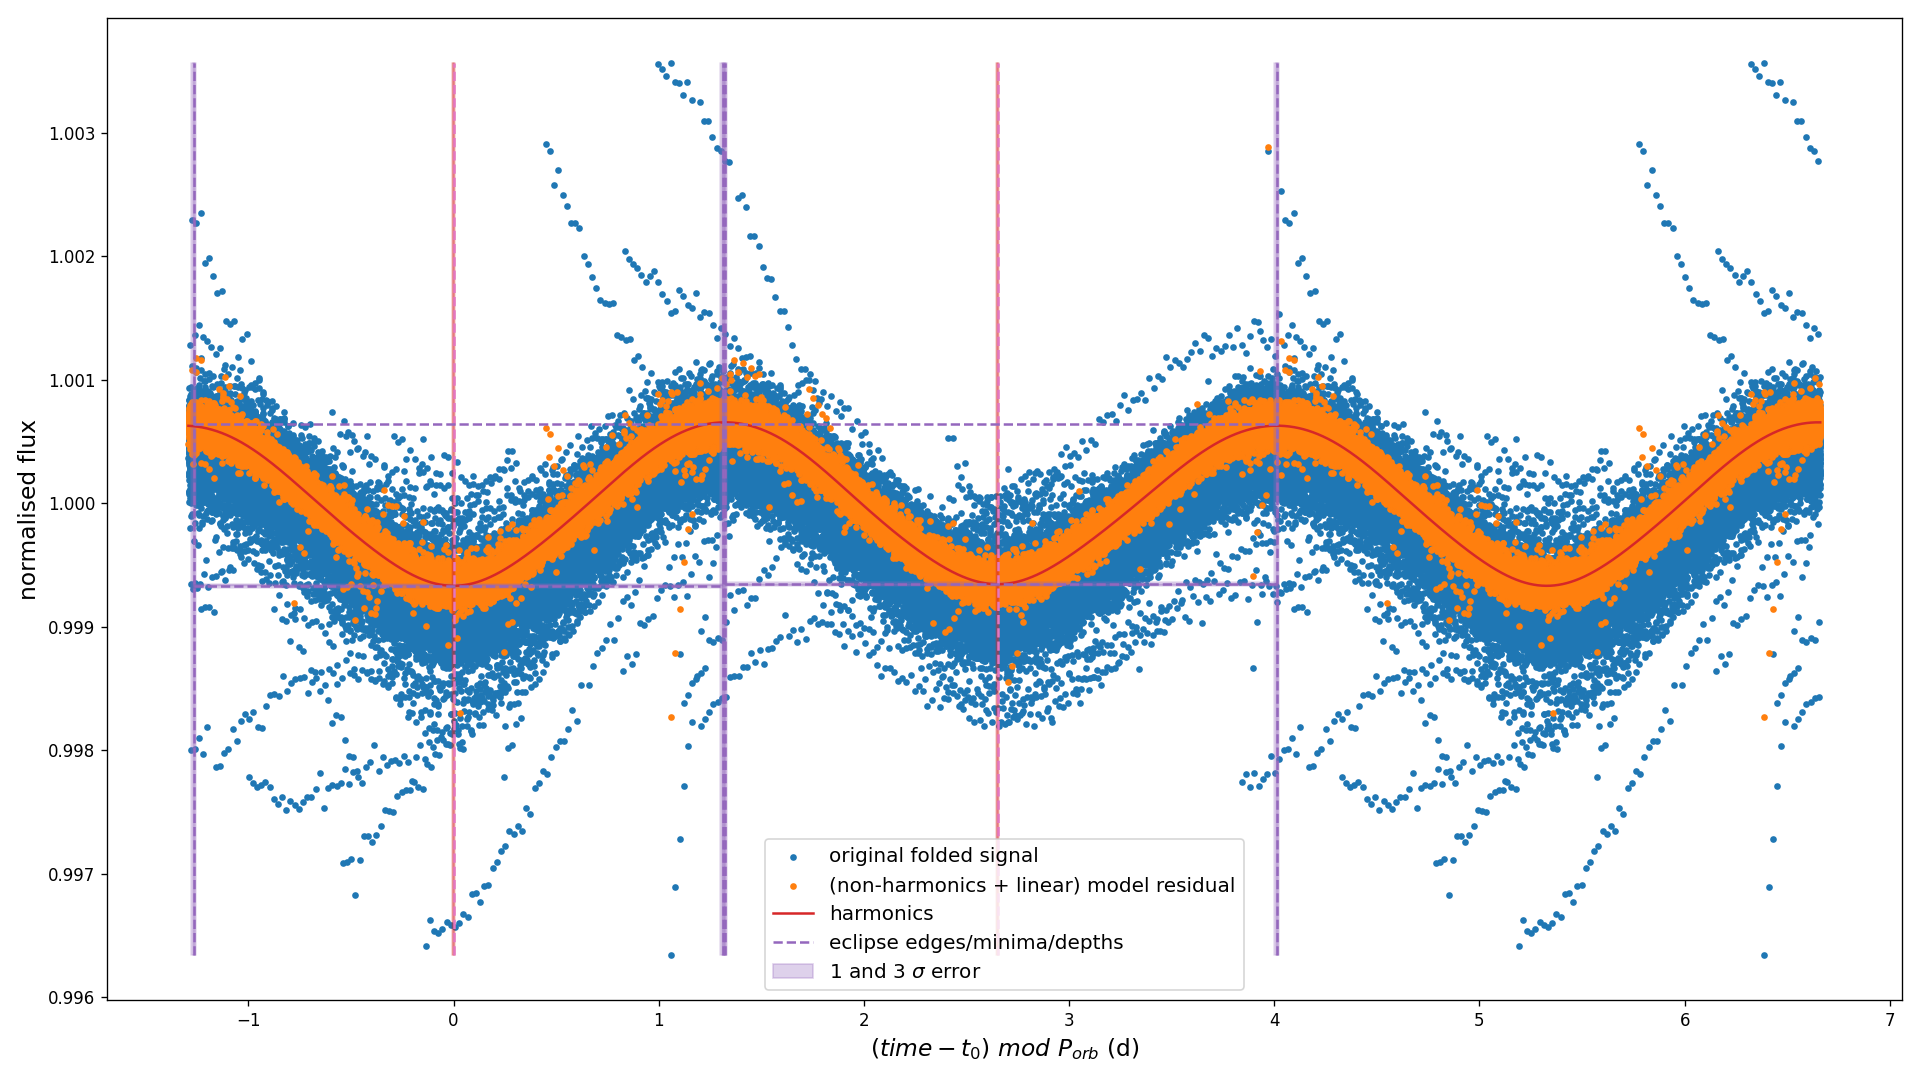 1.003
1.002
1.001
1.000
0.999
0.998
0.997
0.996
normalised flux
−1
0
1
2
3
4
5
6
7
(time − t₀) mod P_orb (d)
original folded signal
(non-harmonics + linear) model residual
harmonics
eclipse edges/minima/depths
1 and 3 σ error